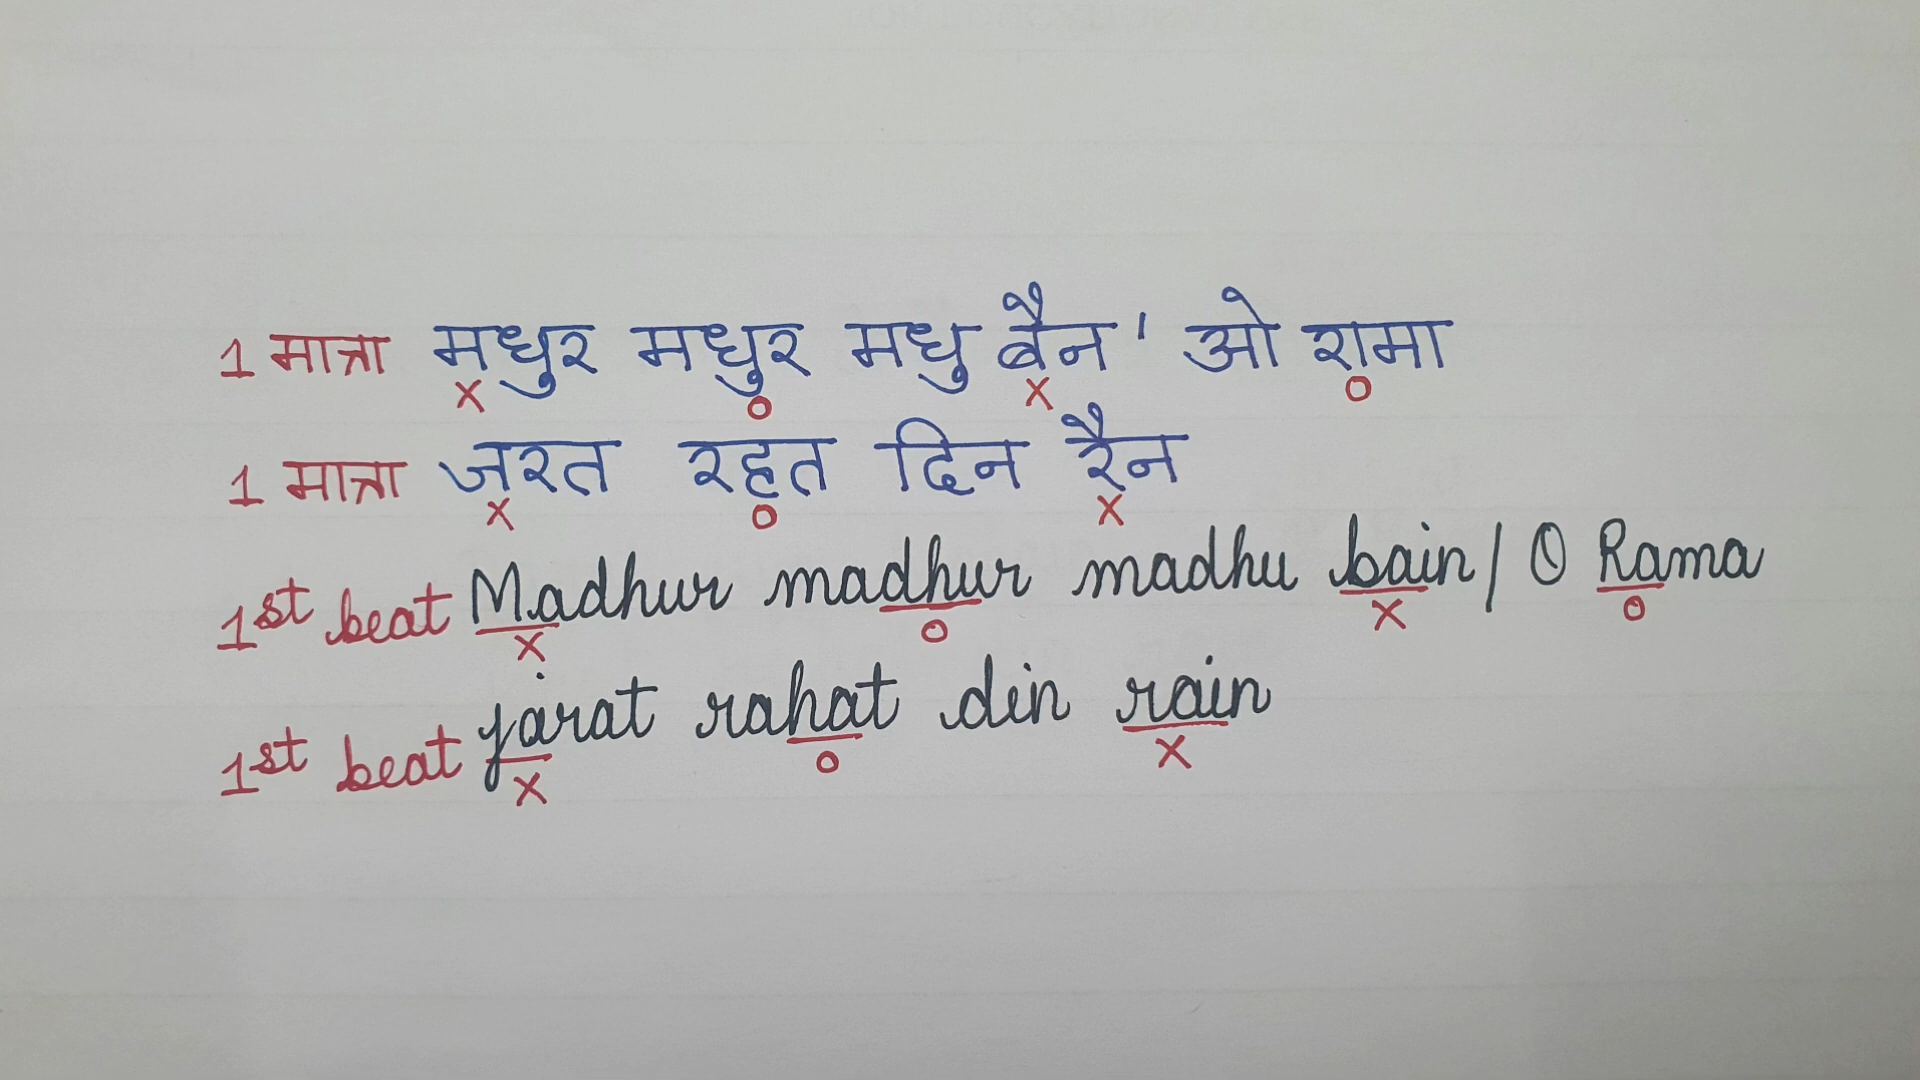 1 मात्रा मधुर मधुर मधु बैन ' ओ रामा
x o x o
1 मात्रा जरत रहत दिन रैन
x o x
1st beat Madhur madhur madhu bain / O Rama
x o x o
1st beat jarat rahat din rain
x o x